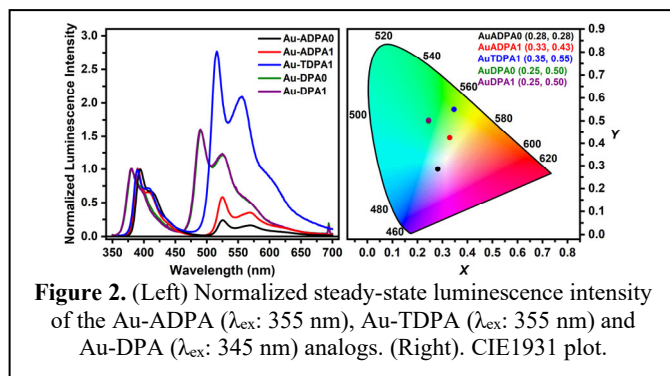 Normalized Luminescence Intensity
3.0
2.5
2.0
1.5
1.0
0.5
0.0
Au-ADPA0
Au-ADPA1
Au-TDPA1
Au-DPA0
Au-DPA1
350 400 450 500 550 600 650 700
Wavelength (nm)
520
540
560
580
600
620
500
480
460
AuADPA0 (0.28, 0.28)
AuADPA1 (0.33, 0.43)
AuTDPA1 (0.35, 0.55)
AuDPA0 (0.25, 0.50)
AuDPA1 (0.25, 0.50)
0.9
0.8
0.7
0.6
0.5
0.4
0.3
0.2
0.1
0.0
Y
0.0 0.1 0.2 0.3 0.4 0.5 0.6 0.7 0.8
X
Figure 2. (Left) Normalized steady-state luminescence intensity
of the Au-ADPA (λex: 355 nm), Au-TDPA (λex: 355 nm) and
Au-DPA (λex: 345 nm) analogs. (Right). CIE1931 plot.